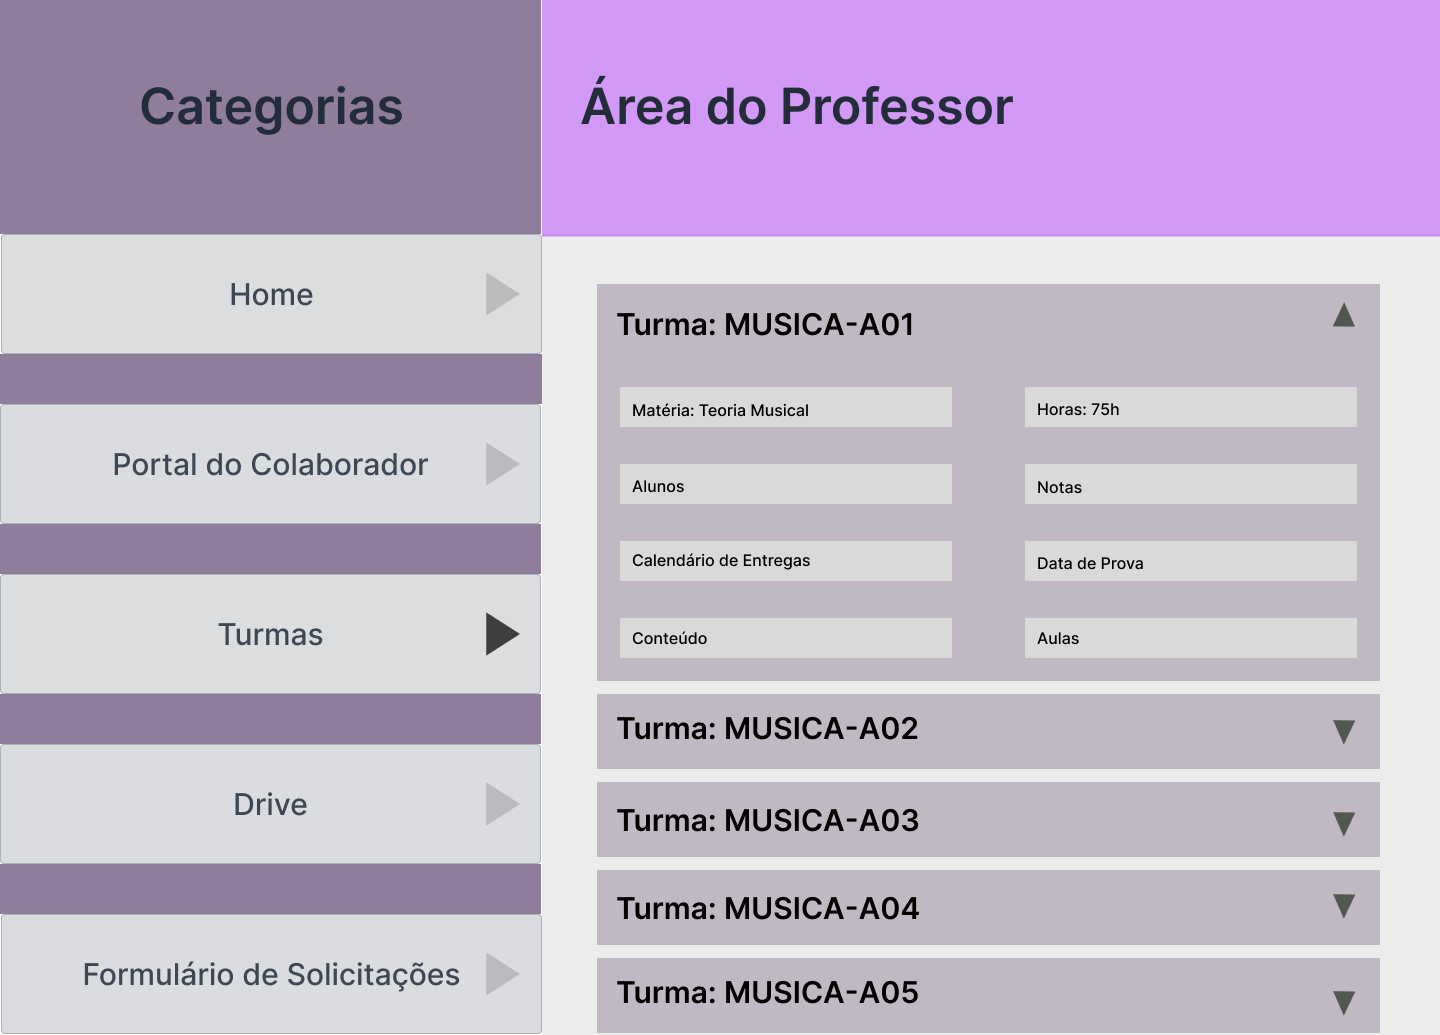 Categorias
Home
Portal do Colaborador
Turmas
Drive
Formulário de Solicitações
Área do Professor
Turma: MUSICA-A01
Matéria: Teoria Musical
Horas: 75h
Alunos
Notas
Calendário de Entregas
Data de Prova
Conteúdo
Aulas
Turma: MUSICA-A02
Turma: MUSICA-A03
Turma: MUSICA-A04
Turma: MUSICA-A05